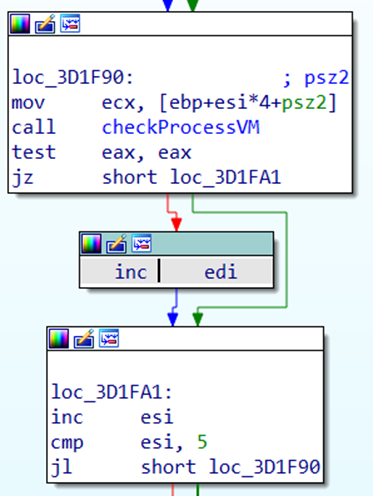 loc_3D1F90: ; psz2
mov ecx, [ebp+esi*4+psz2]
call checkProcessVM
test eax, eax
jz short loc_3D1FA1
inc edi
loc_3D1FA1:
inc esi
cmp esi, 5
jl short loc_3D1F90